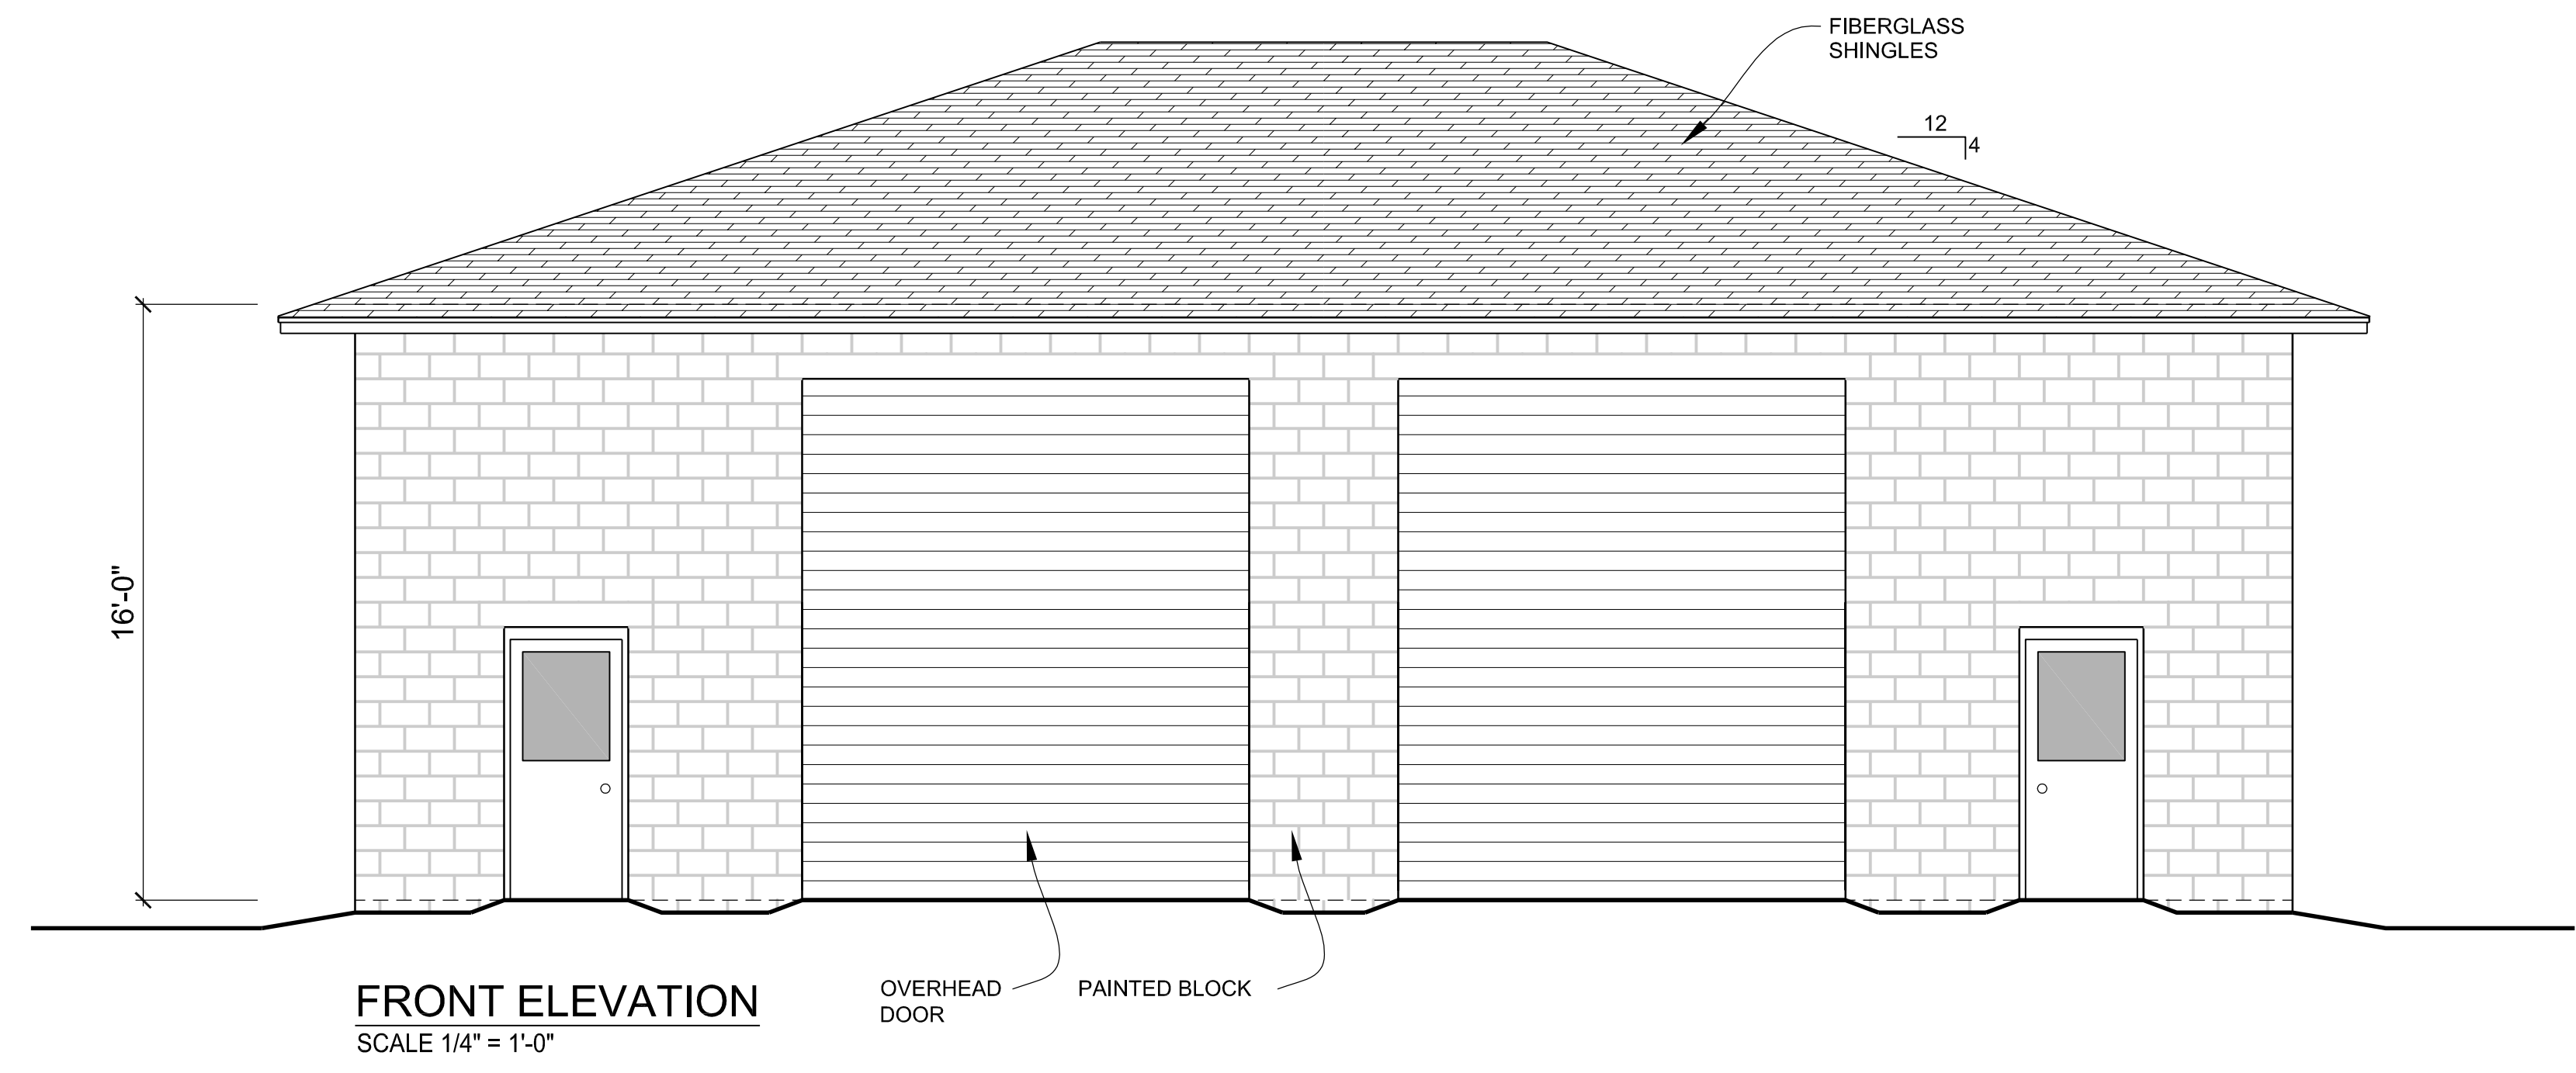 FIBERGLASS
SHINGLES
12
4
16'-0"
OVERHEAD
DOOR
PAINTED BLOCK
FRONT ELEVATION
SCALE 1/4" = 1'-0"